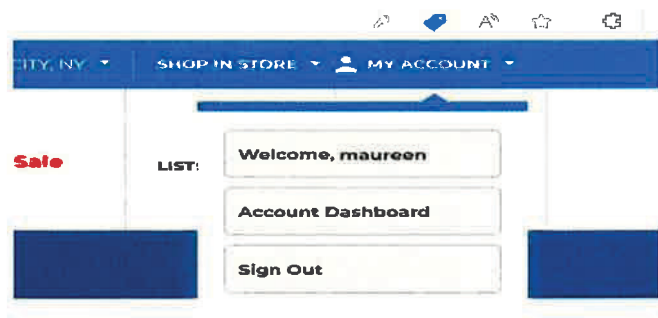 CITY, NY
SHOP IN STORE
MY ACCOUNT
Sale
LIST:
Welcome, maureen
Account Dashboard
Sign Out